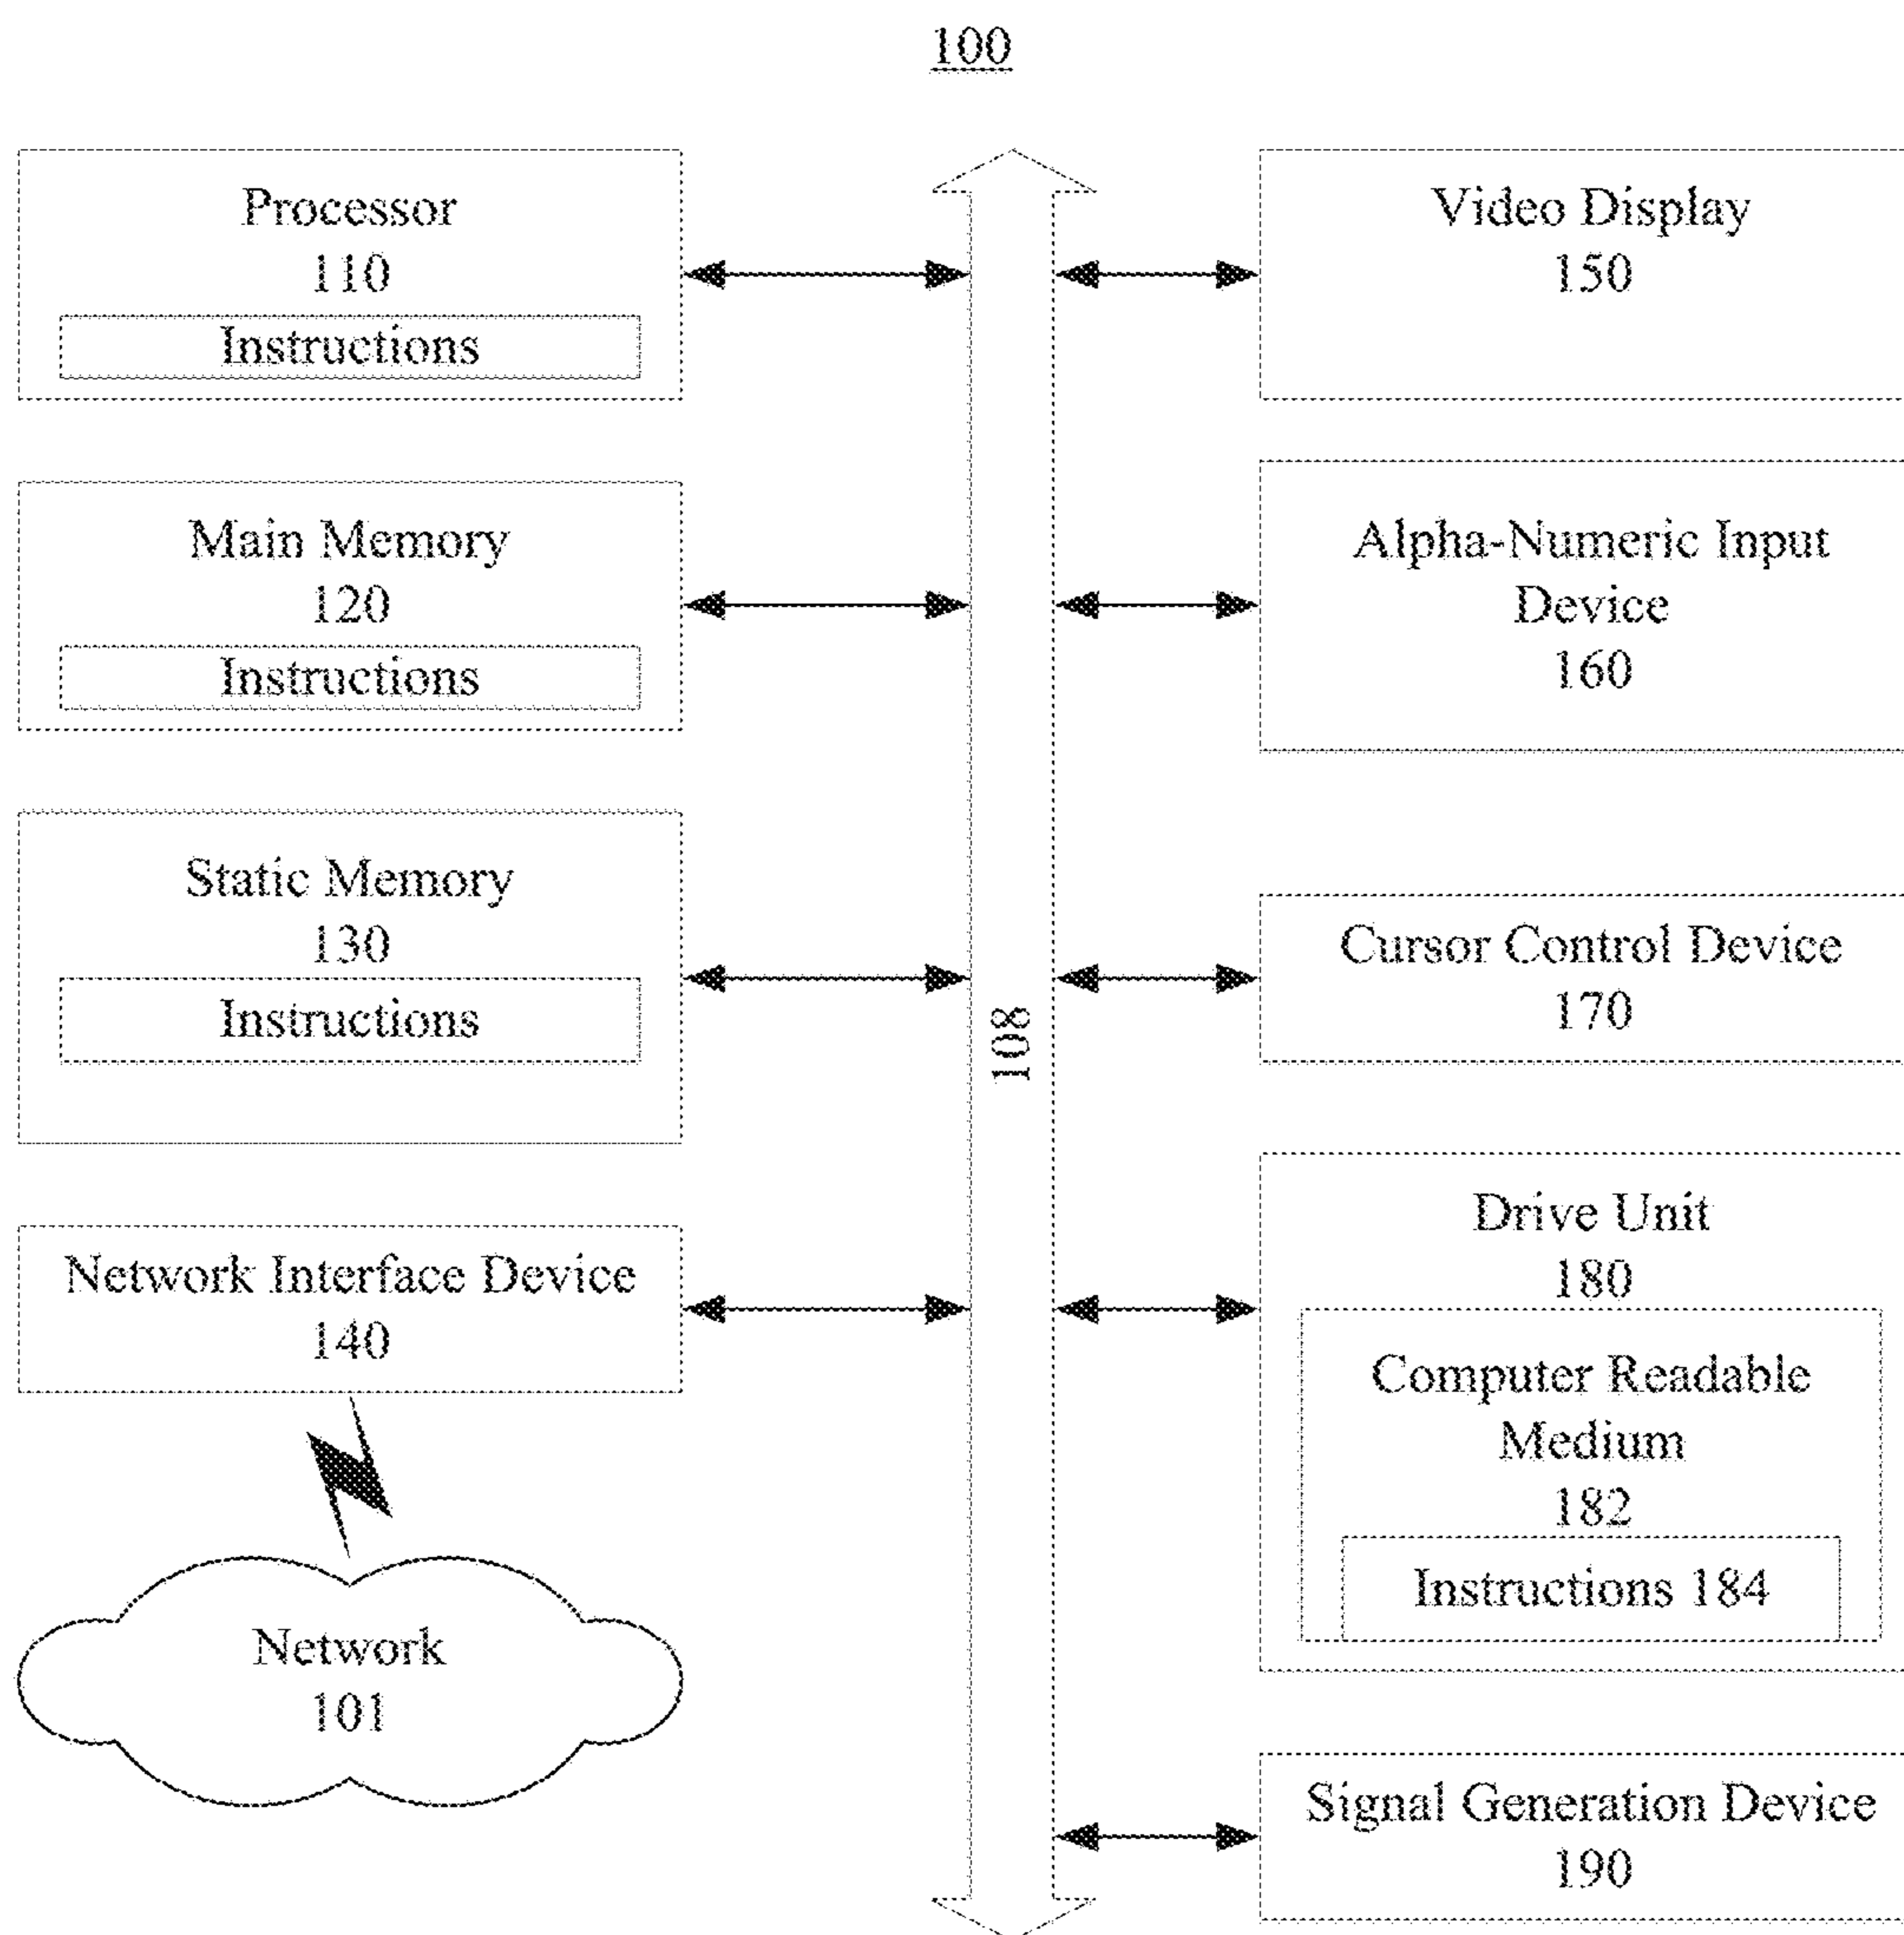 100
Processor
110
Instructions
Main Memory
120
Instructions
Static Memory
130
Instructions
Network Interface Device
140
Network
101
108
Video Display
150
Alpha-Numeric Input
Device
160
Cursor Control Device
170
Drive Unit
180
Computer Readable
Medium
182
Instructions 184
Signal Generation Device
190